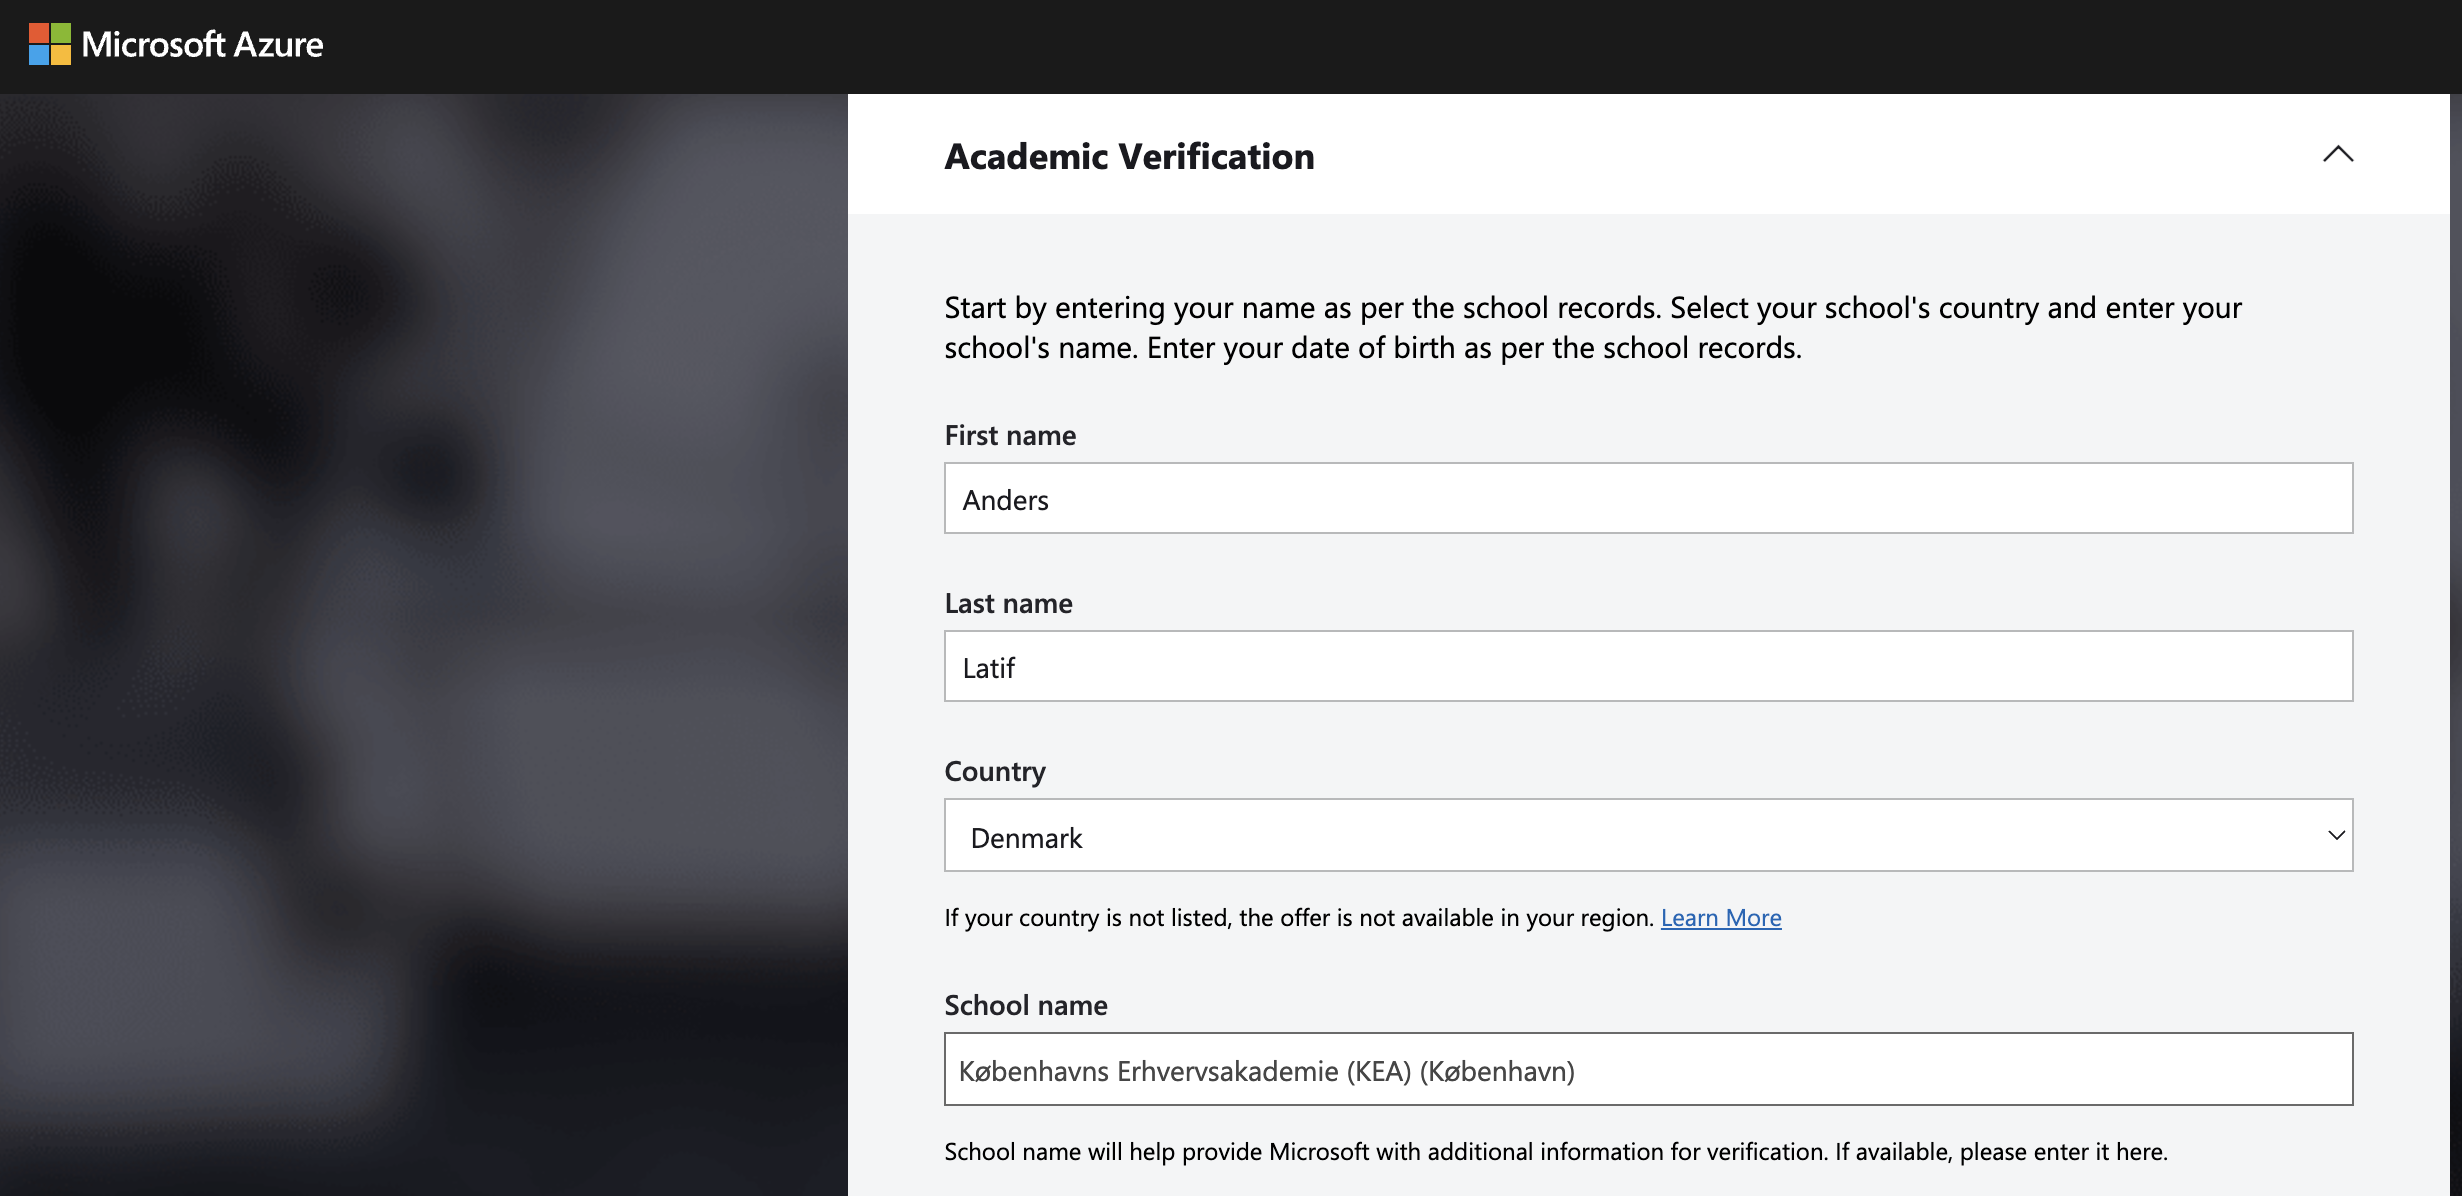 Microsoft Azure
Academic Verification
Start by entering your name as per the school records. Select your school's country and enter your
school's name. Enter your date of birth as per the school records.
First name
Anders
Last name
Latif
Country
Denmark
If your country is not listed, the offer is not available in your region. Learn More
School name
Københavns Erhvervsakademie (KEA) (København)
School name will help provide Microsoft with additional information for verification. If available, please enter it here.